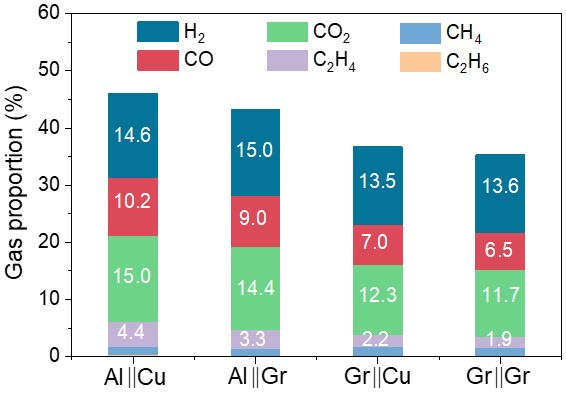 60
50
40
30
20
10
0
Gas proportion (%)
H₂ CO₂ CH₄
CO C₂H₄ C₂H₆
14.6 15.0 13.5 13.6
10.2 9.0 7.0 6.5
15.0 14.4 12.3 11.7
4.4 3.3 2.2 1.9
Al||Cu Al||Gr Gr||Cu Gr||Gr